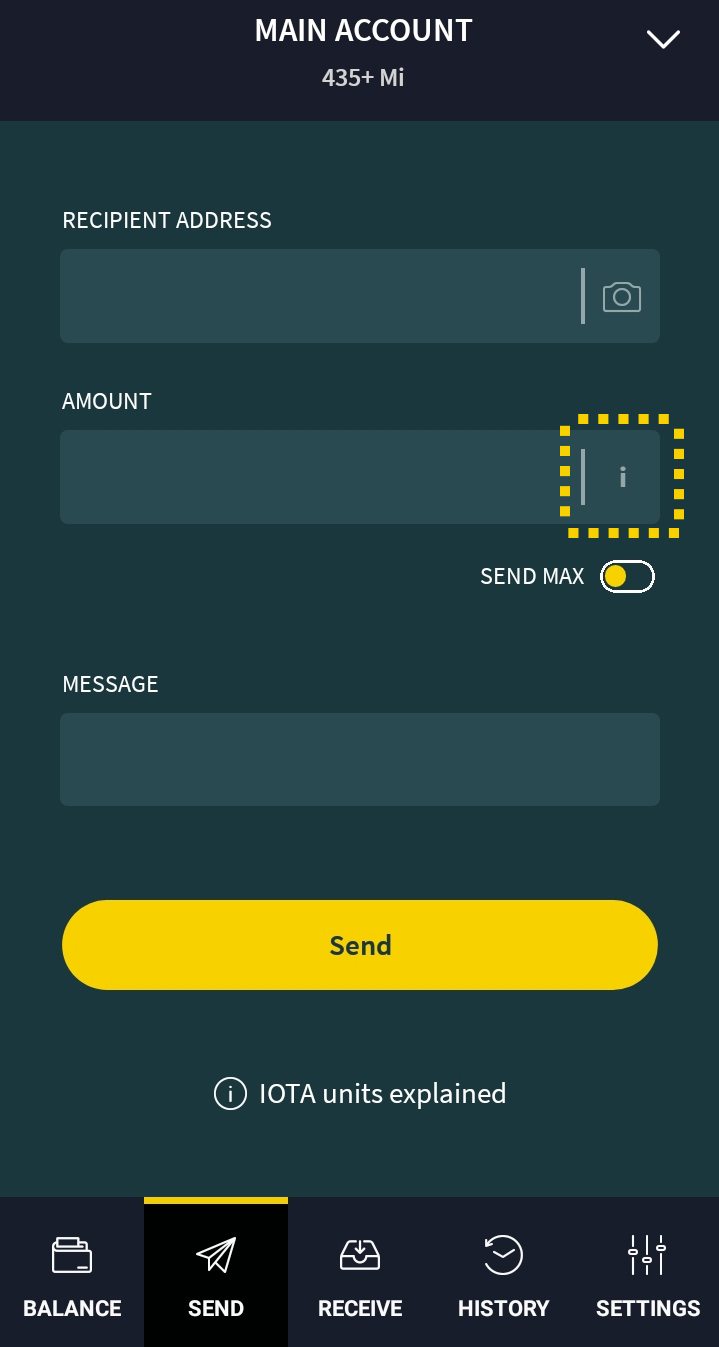 MAIN ACCOUNT
435+ Mi
RECIPIENT ADDRESS
AMOUNT
i
SEND MAX
MESSAGE
Send
i IOTA units explained
BALANCE SEND RECEIVE HISTORY SETTINGS